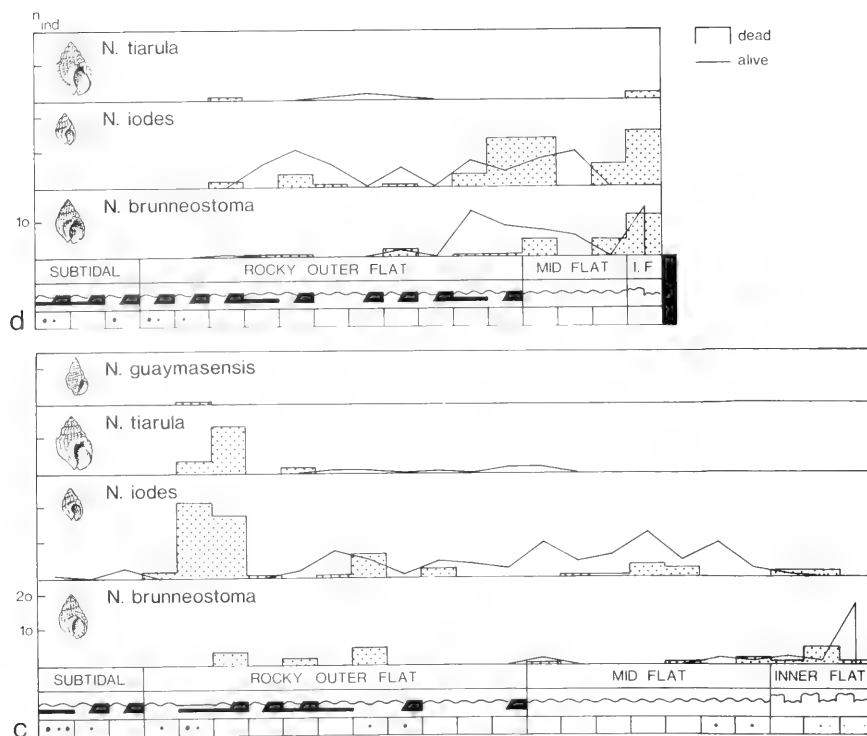 n ind
dead
alive
N. tiarula
N. iodes
N. brunneostoma
10
SUBTIDAL ROCKY OUTER FLAT MID FLAT I.F
d
N. guaymasensis
N. tiarula
N. iodes
20
N. brunneostoma
10
SUBTIDAL ROCKY OUTER FLAT MID FLAT INNER FLAT
c